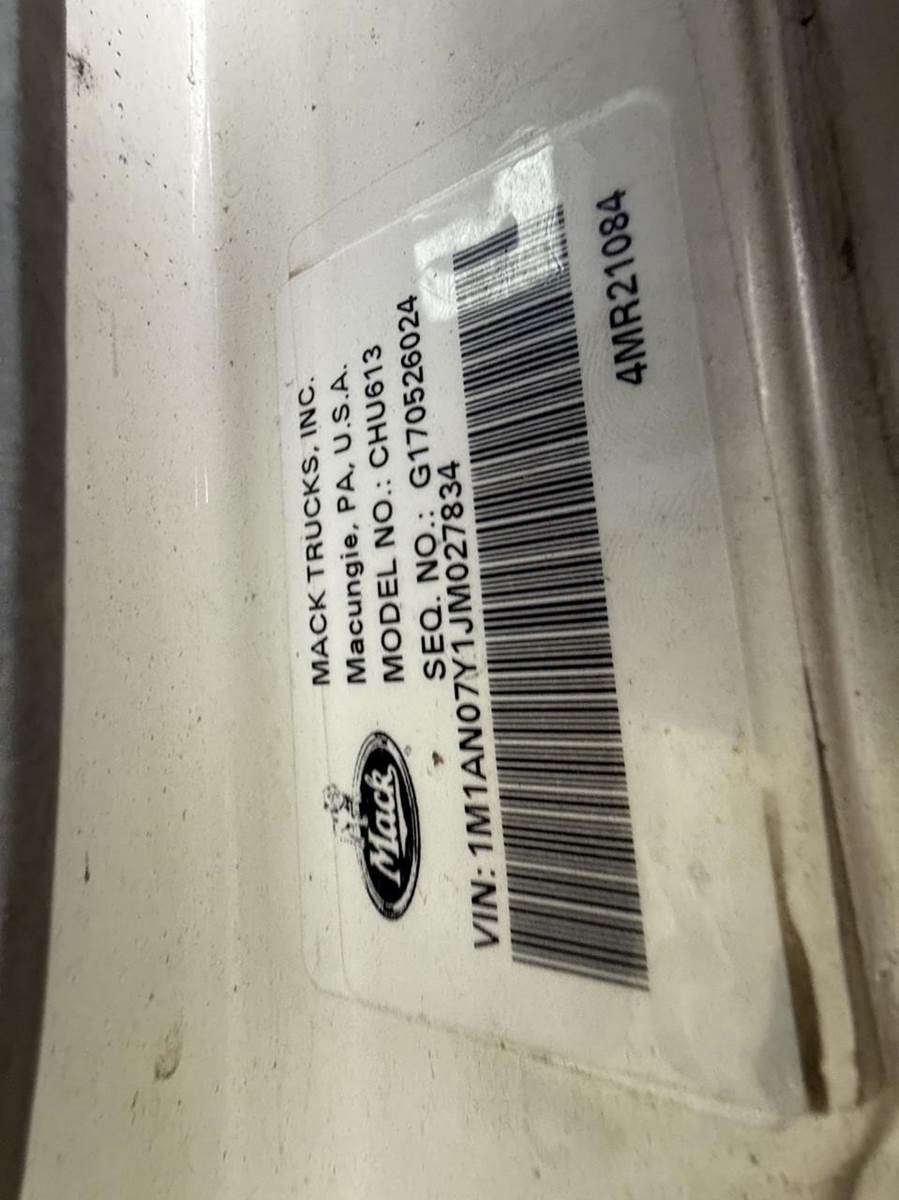 MACK TRUCKS, INC.
Macungie, PA, U.S.A.
MODEL NO.: CHU613
SEQ. NO.: G170526024
Mack
VIN: 1M1AN07Y1JM027834
4MR21084